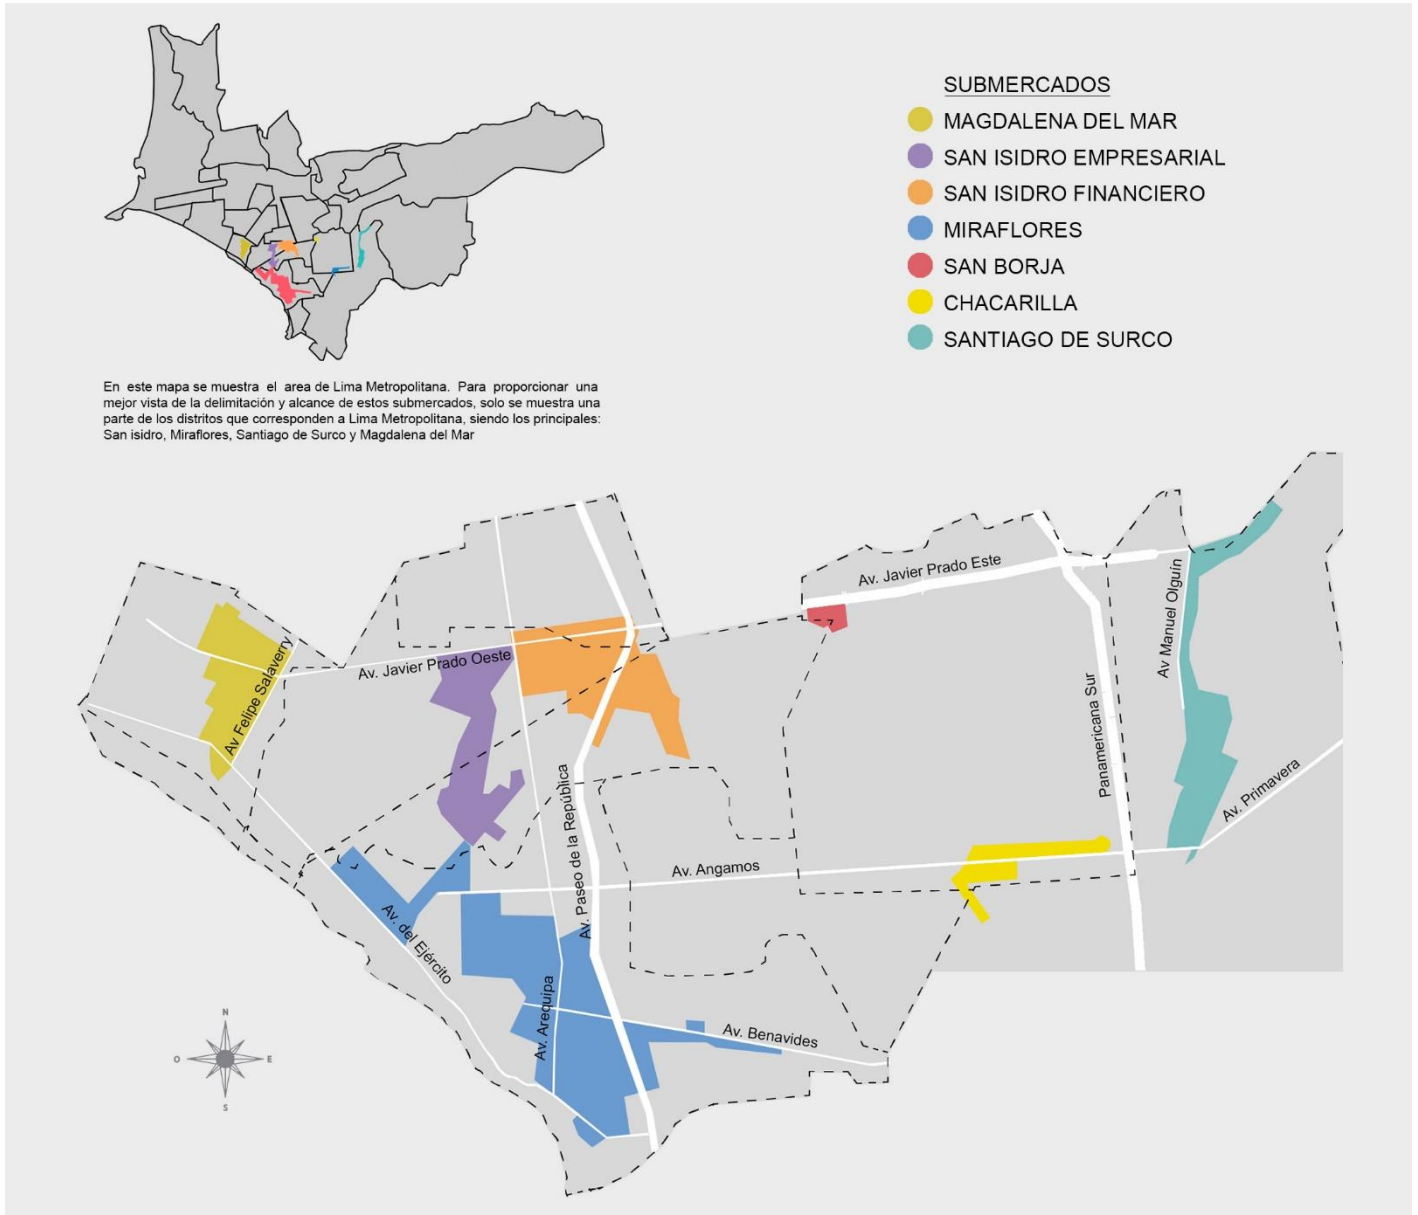 SUBMERCADOS
MAGDALENA DEL MAR
SAN ISIDRO EMPRESARIAL
SAN ISIDRO FINANCIERO
MIRAFLORES
SAN BORJA
CHACARILLA
SANTIAGO DE SURCO
En este mapa se muestra el area de Lima Metropolitana. Para proporcionar una
mejor vista de la delimitación y alcance de estos submercados, solo se muestra una
parte de los distritos que corresponden a Lima Metropolitana, siendo los principales:
San isidro, Miraflores, Santiago de Surco y Magdalena del Mar
Av. Javier Prado Este
Av Manuel Olguín
Av. Javier Prado Oeste
Av Felipe Salaverry
Panamericana Sur
Av. Primavera
Av. Paseo de la República
Av. Angamos
Av. del Ejército
Av. Arequipa
Av. Benavides
N
O
E
S